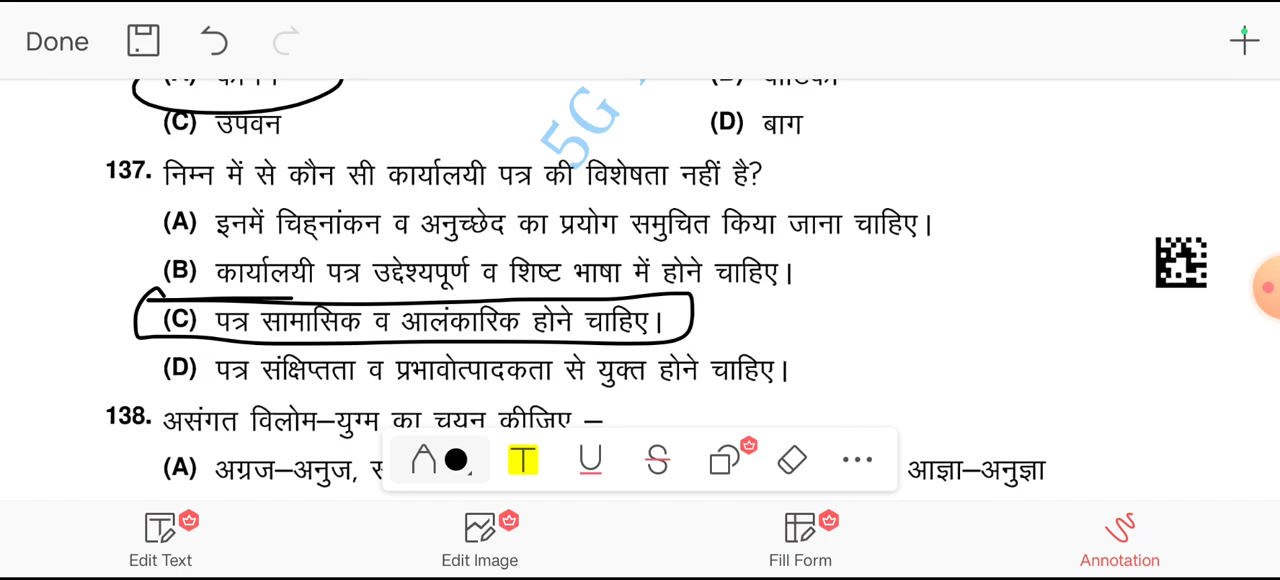 Done
(C) उपवन (D) बाग
5G
137. निम्न में से कौन सी कार्यालयी पत्र की विशेषता नहीं है?
(A) इनमें चिह्नांकन व अनुच्छेद का प्रयोग समुचित किया जाना चाहिए।
(B) कार्यालयी पत्र उद्देश्यपूर्ण व शिष्ट भाषा में होने चाहिए।
(C) पत्र सामासिक व आलंकारिक होने चाहिए।
(D) पत्र संक्षिप्तता व प्रभावोत्पादकता से युक्त होने चाहिए।
138. असंगत विलोम–युग्म का चयन कीजिए –
(A) अग्रज–अनुज, आज्ञा–अनुज्ञा
Edit Text Edit Image Fill Form Annotation